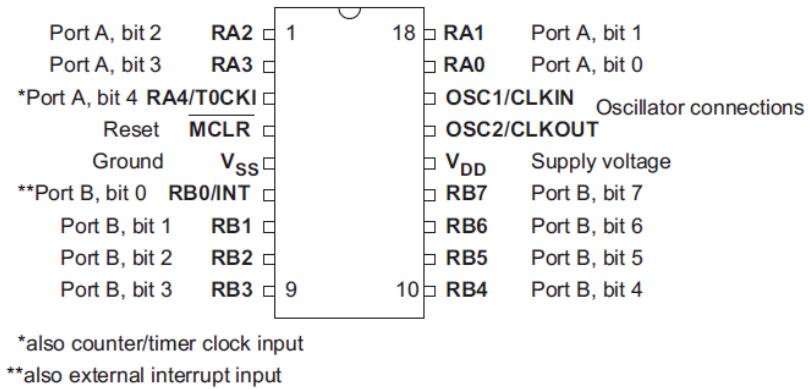 Port A, bit 2 RA2 1 18 RA1 Port A, bit 1
Port A, bit 3 RA3 RA0 Port A, bit 0
*Port A, bit 4 RA4/T0CKI OSC1/CLKIN Oscillator connections
Reset MCLR OSC2/CLKOUT
Ground VSS VDD Supply voltage
**Port B, bit 0 RB0/INT RB7 Port B, bit 7
Port B, bit 1 RB1 RB6 Port B, bit 6
Port B, bit 2 RB2 RB5 Port B, bit 5
Port B, bit 3 RB3 9 10 RB4 Port B, bit 4
*also counter/timer clock input
**also external interrupt input